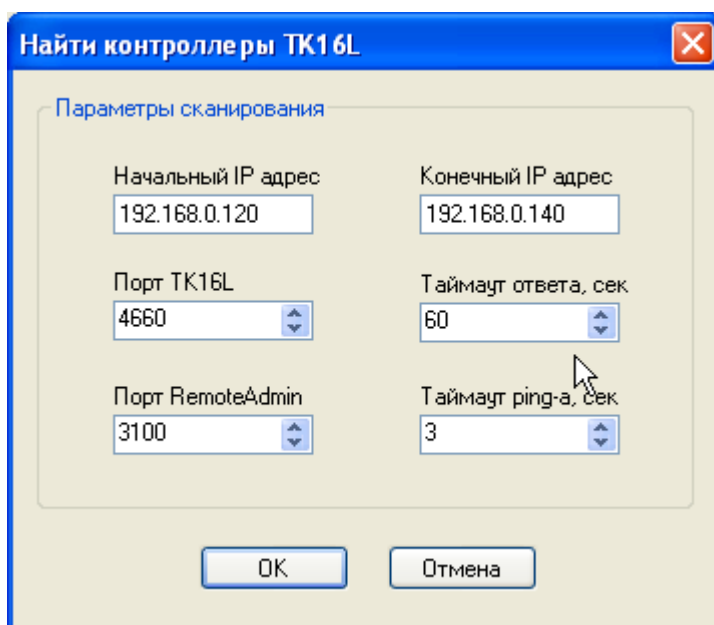 Найти контроллеры TK16L
Параметры сканирования
Начальный IP адрес
Конечный IP адрес
192.168.0.120
192.168.0.140
Порт TK16L
Таймаут ответа, сек
4660
60
Порт RemoteAdmin
Таймаут ping-а, сек
3100
3
OK
Отмена